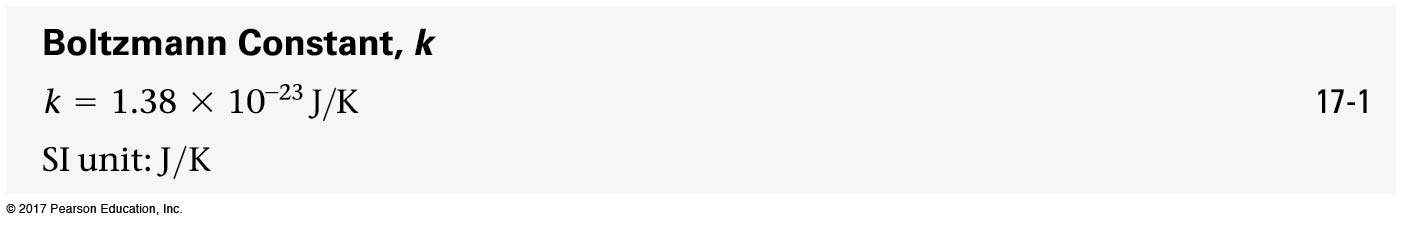 Boltzmann Constant, k
k = 1.38 × 10⁻²³ J/K
17-1
SI unit: J/K
© 2017 Pearson Education, Inc.